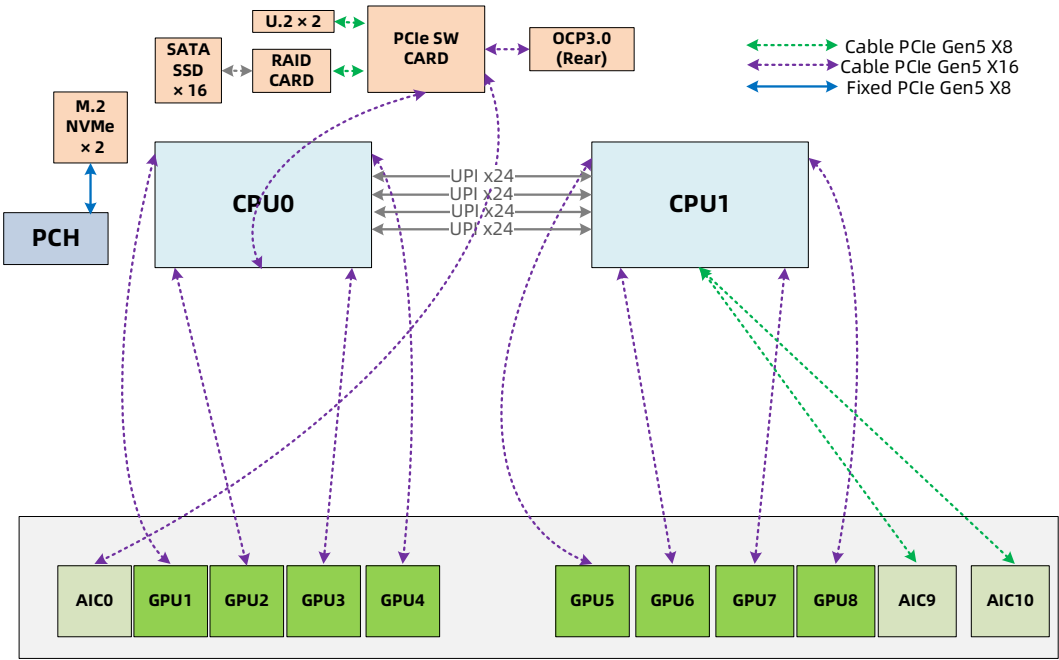 U.2 × 2
PCIe SW
CARD
OCP3.0
(Rear)
SATA
SSD
× 16
RAID
CARD
Cable PCIe Gen5 X8
Cable PCIe Gen5 X16
Fixed PCIe Gen5 X8
M.2
NVMe
× 2
PCH
CPU0
UPI x24
UPI x24
UPI x24
UPI x24
CPU1
AIC0
GPU1
GPU2
GPU3
GPU4
GPU5
GPU6
GPU7
GPU8
AIC9
AIC10